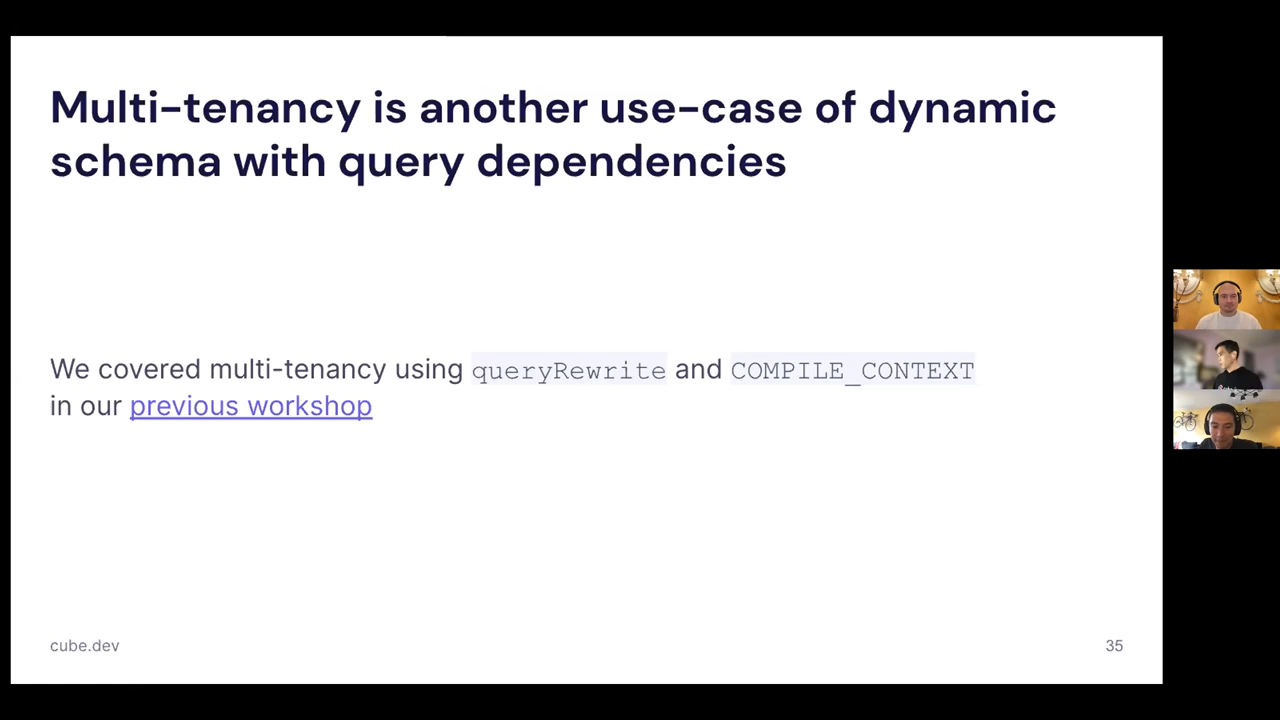 Multi-tenancy is another use-case of dynamic
schema with query dependencies
We covered multi-tenancy using queryRewrite and COMPILE_CONTEXT
in our previous workshop
cube.dev
35